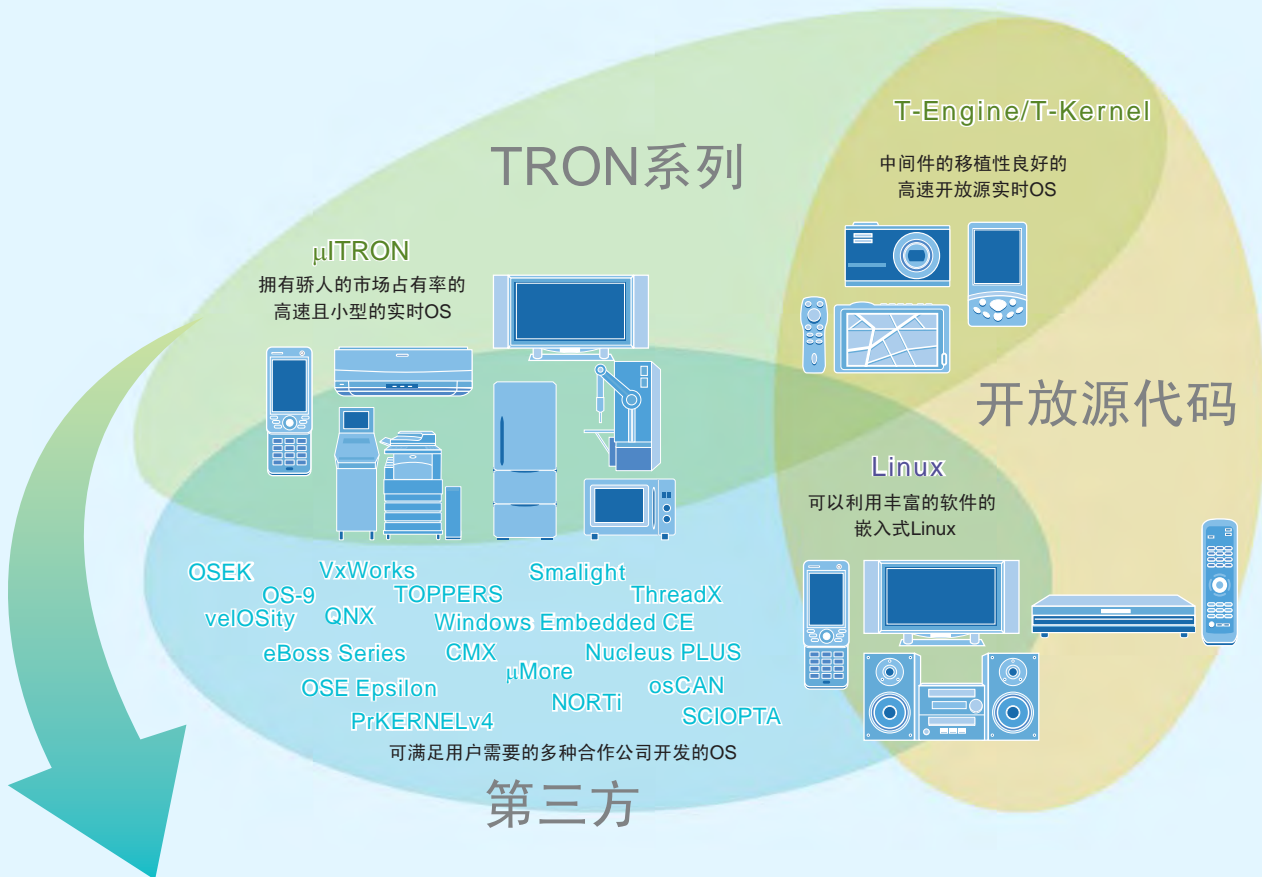 T-Engine/T-Kernel
中间件的移植性良好的
高速开放源实时OS
TRON系列
μITRON
拥有骄人的市场占有率的
高速且小型的实时OS
开放源代码
Linux
可以利用丰富的软件的
嵌入式Linux
OSEK
VxWorks
Smalight
OS-9
TOPPERS
ThreadX
velOSity
QNX
Windows Embedded CE
eBoss Series
CMX
Nucleus PLUS
μMore
OSE Epsilon
osCAN
NORTi
PrKERNELv4
SCIOPTA
可满足用户需要的多种合作公司开发的OS
第三方